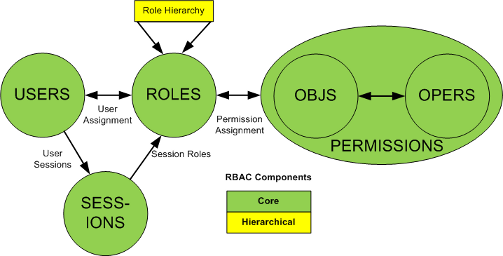 Role Hierarchy
USERS
ROLES
OBJS
OPERS
User
Assignment
Permission
Assignment
PERMISSIONS
User
Sessions
Session Roles
SESS-
IONS
RBAC Components
Core
Hierarchical